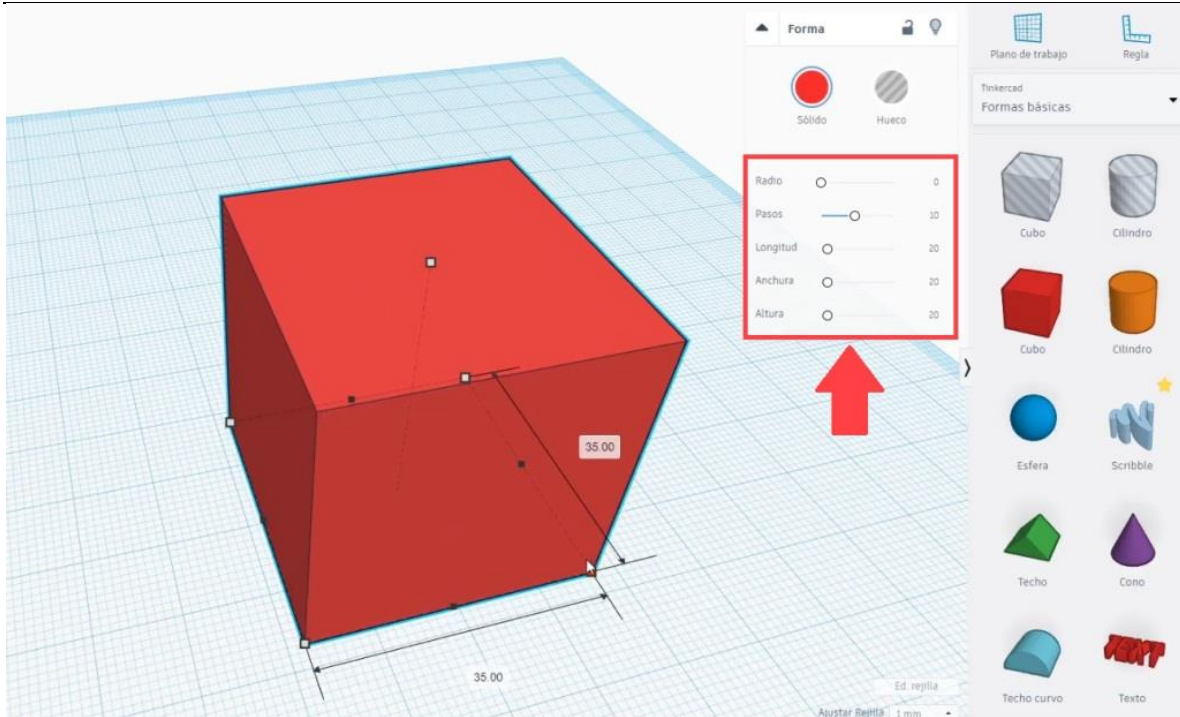 Forma
Sólido
Hueco
Radio 0
Pasos 10
Longitud 20
Anchura 20
Altura 20
35.00
35.00
Ed. rejilla
Ajustar Rejilla 1 mm
Plano de trabajo
Regla
Tinkercad
Formas básicas
Cubo
Cilindro
Cubo
Cilindro
Esfera
Scribble
Techo
Cono
TEXT
Techo curvo
Texto